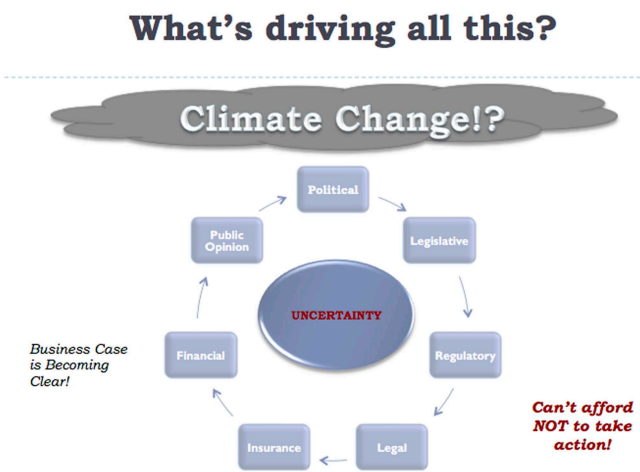 What's driving all this?
Climate Change!?
Political
Public
Opinion
Legislative
UNCERTAINTY
Business Case
is Becoming
Clear!
Financial
Regulatory
Can't afford
NOT to take
action!
Insurance
Legal